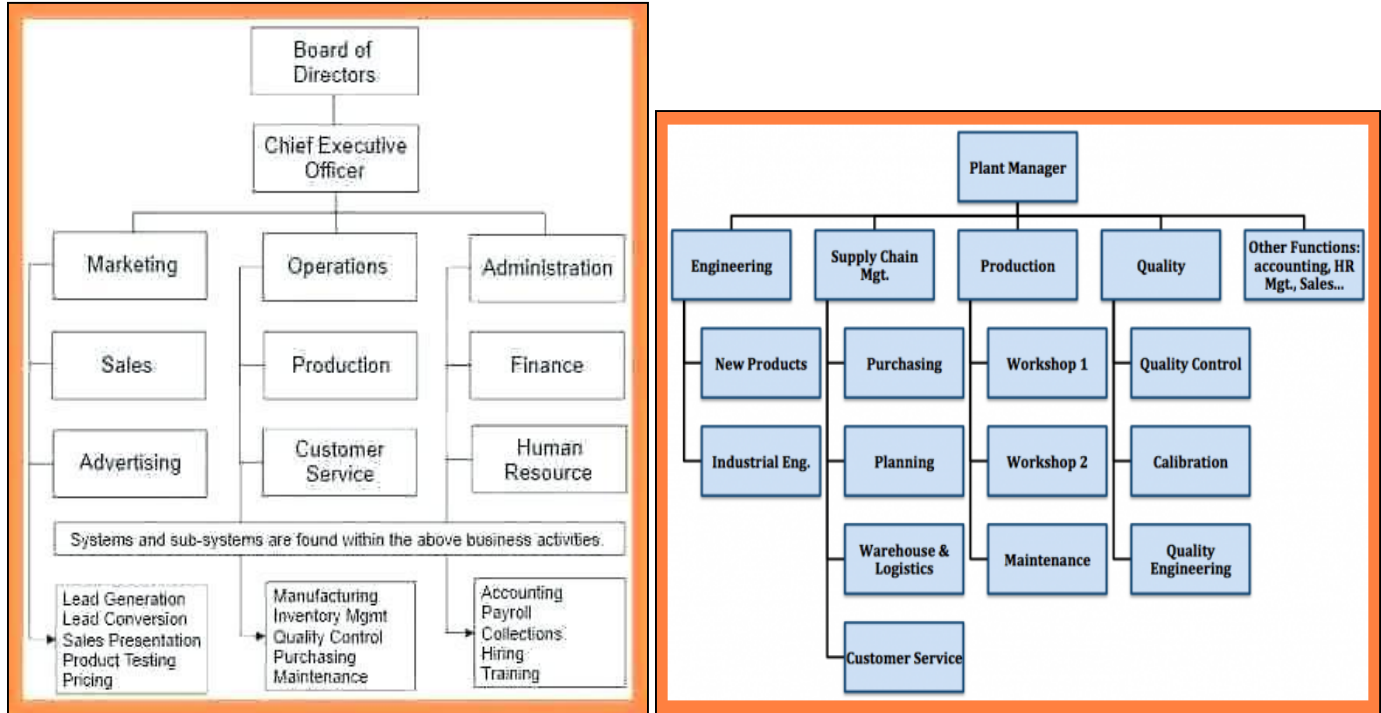 Board of
Directors
Chief Executive
Officer
Marketing
Operations
Administration
Sales
Production
Finance
Advertising
Customer
Service
Human
Resource
Systems and sub-systems are found within the above business activities.
Lead Generation
Lead Conversion
Sales Presentation
Product Testing
Pricing
Manufacturing
Inventory Mgmt
Quality Control
Purchasing
Maintenance
Accounting
Payroll
Collections
Hiring
Training
Plant Manager
Engineering
Supply Chain
Mgt.
Production
Quality
Other Functions:
accounting, HR
Mgt., Sales...
New Products
Purchasing
Workshop 1
Quality Control
Industrial Eng.
Planning
Workshop 2
Calibration
Warehouse &
Logistics
Maintenance
Quality
Engineering
Customer Service